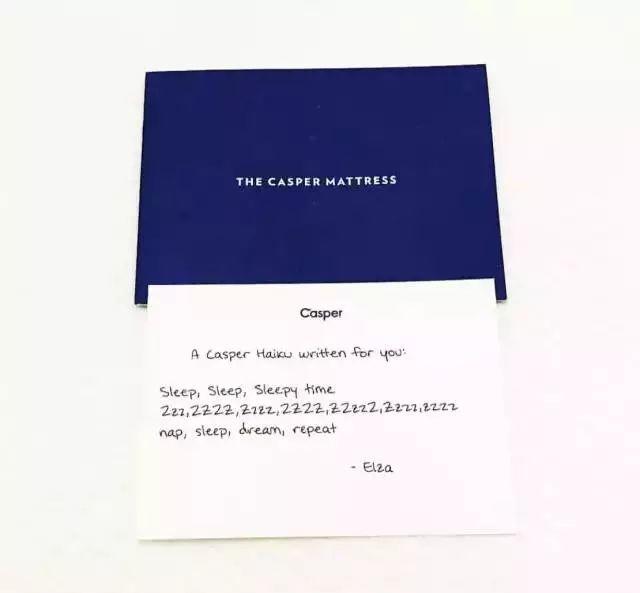 THE CASPER MATTRESS
Casper
A Casper Haiku written for you:
Sleep, Sleep, Sleepy time
Zzz,ZZZZ,Zzzz,ZZZZ,ZZzzZ,Zzzz,zzzz
nap, sleep, dream, repeat
- Elza